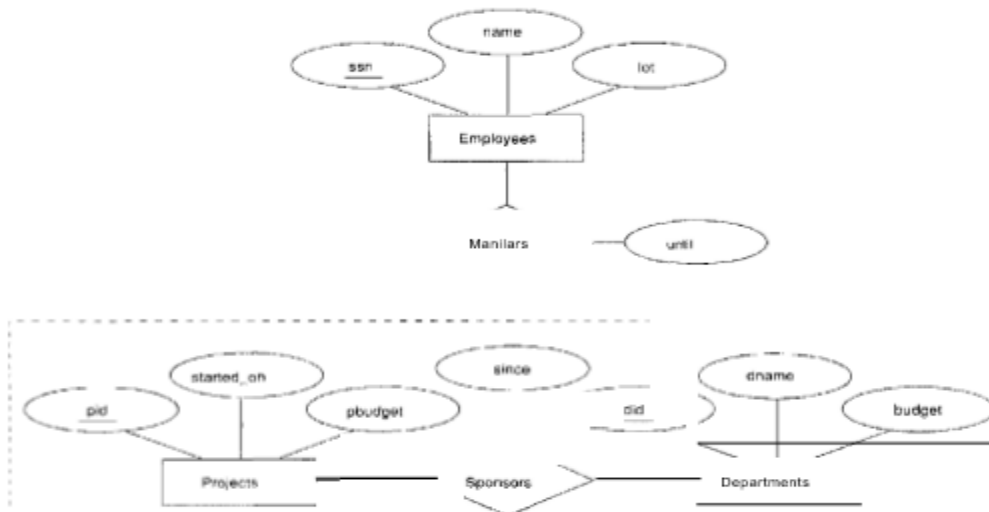 name
ssn
lot
Employees
Manilars
until
since
started_on
dname
pid
pbudget
did
budget
Projects
Sponsors
Departments